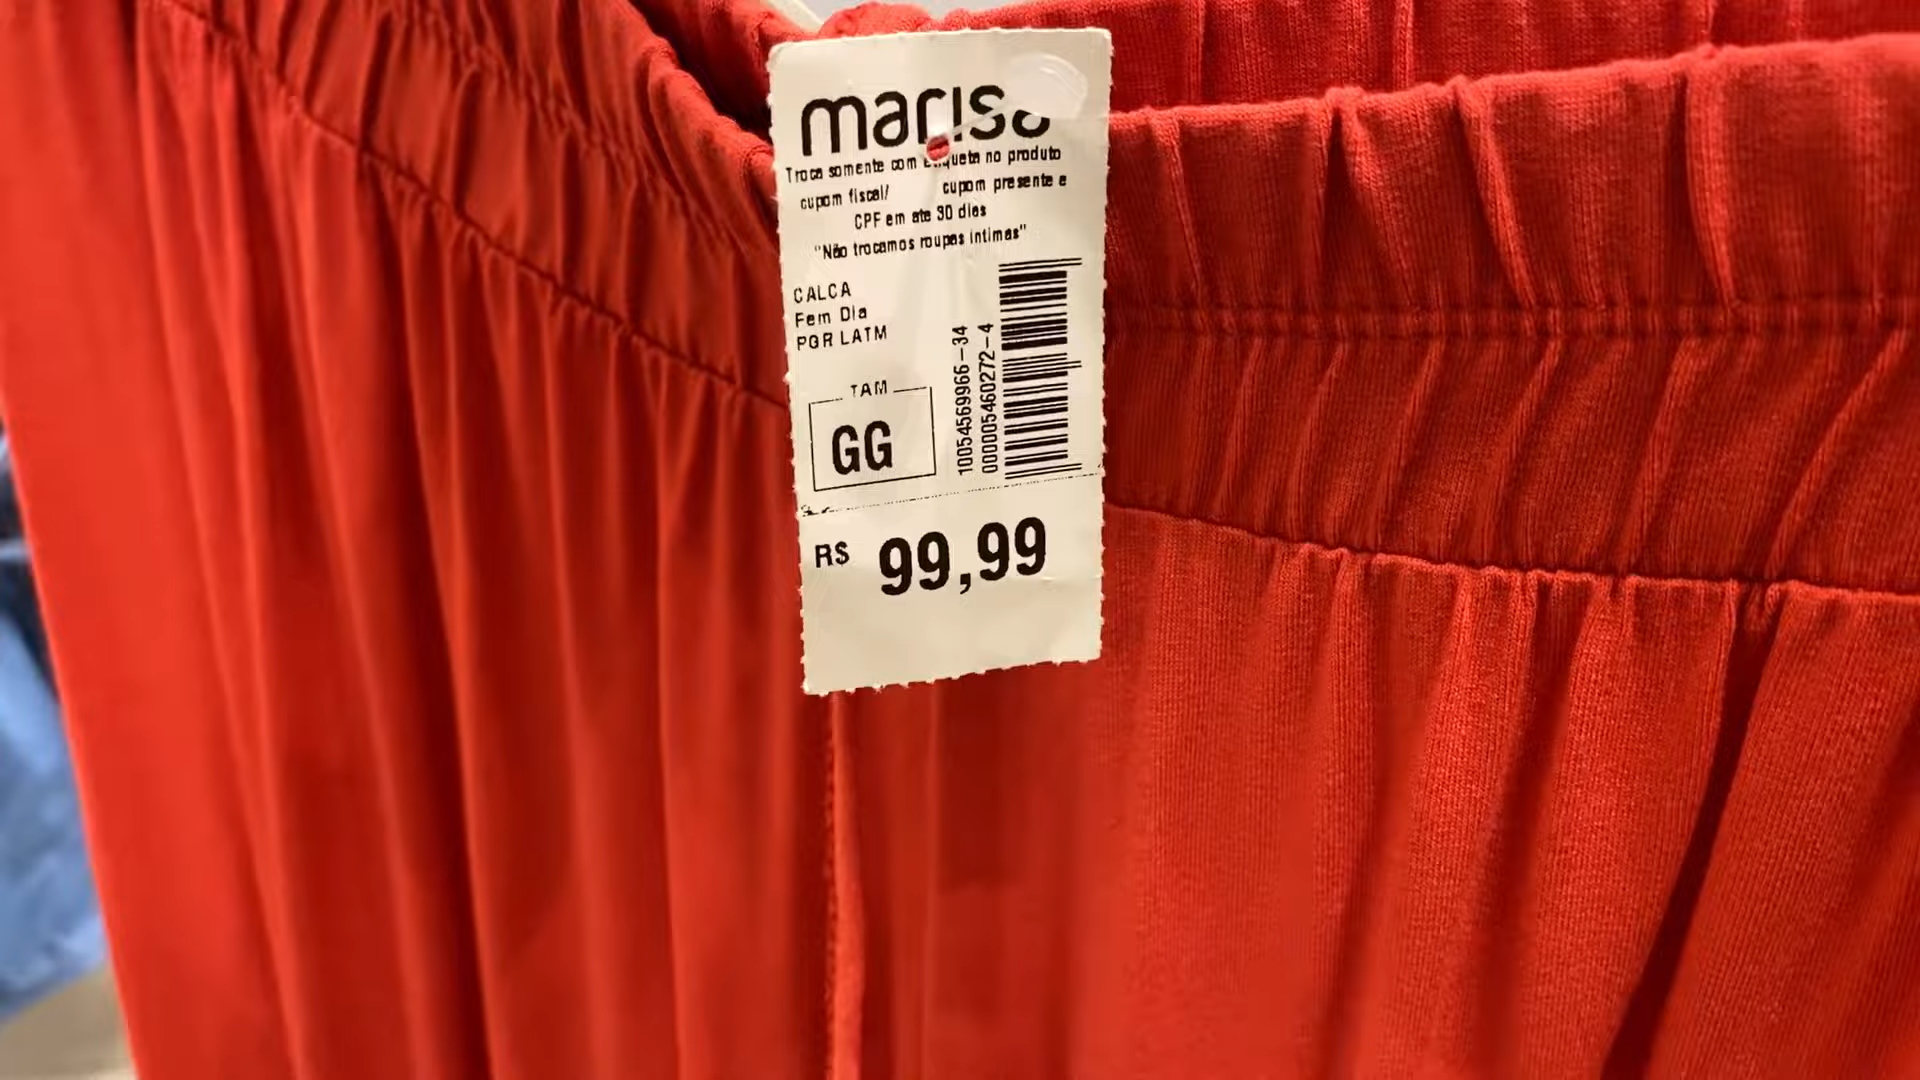 marisa
Troca somente com etiqueta no produto
cupom fiscal/ cupom presente e
CPF em ate 30 dias
"Não trocamos roupas intimas"
CALCA
Fem Dia
PGR LATM
TAM
GG
10054569966-34
000005460272-4
R$ 99,99